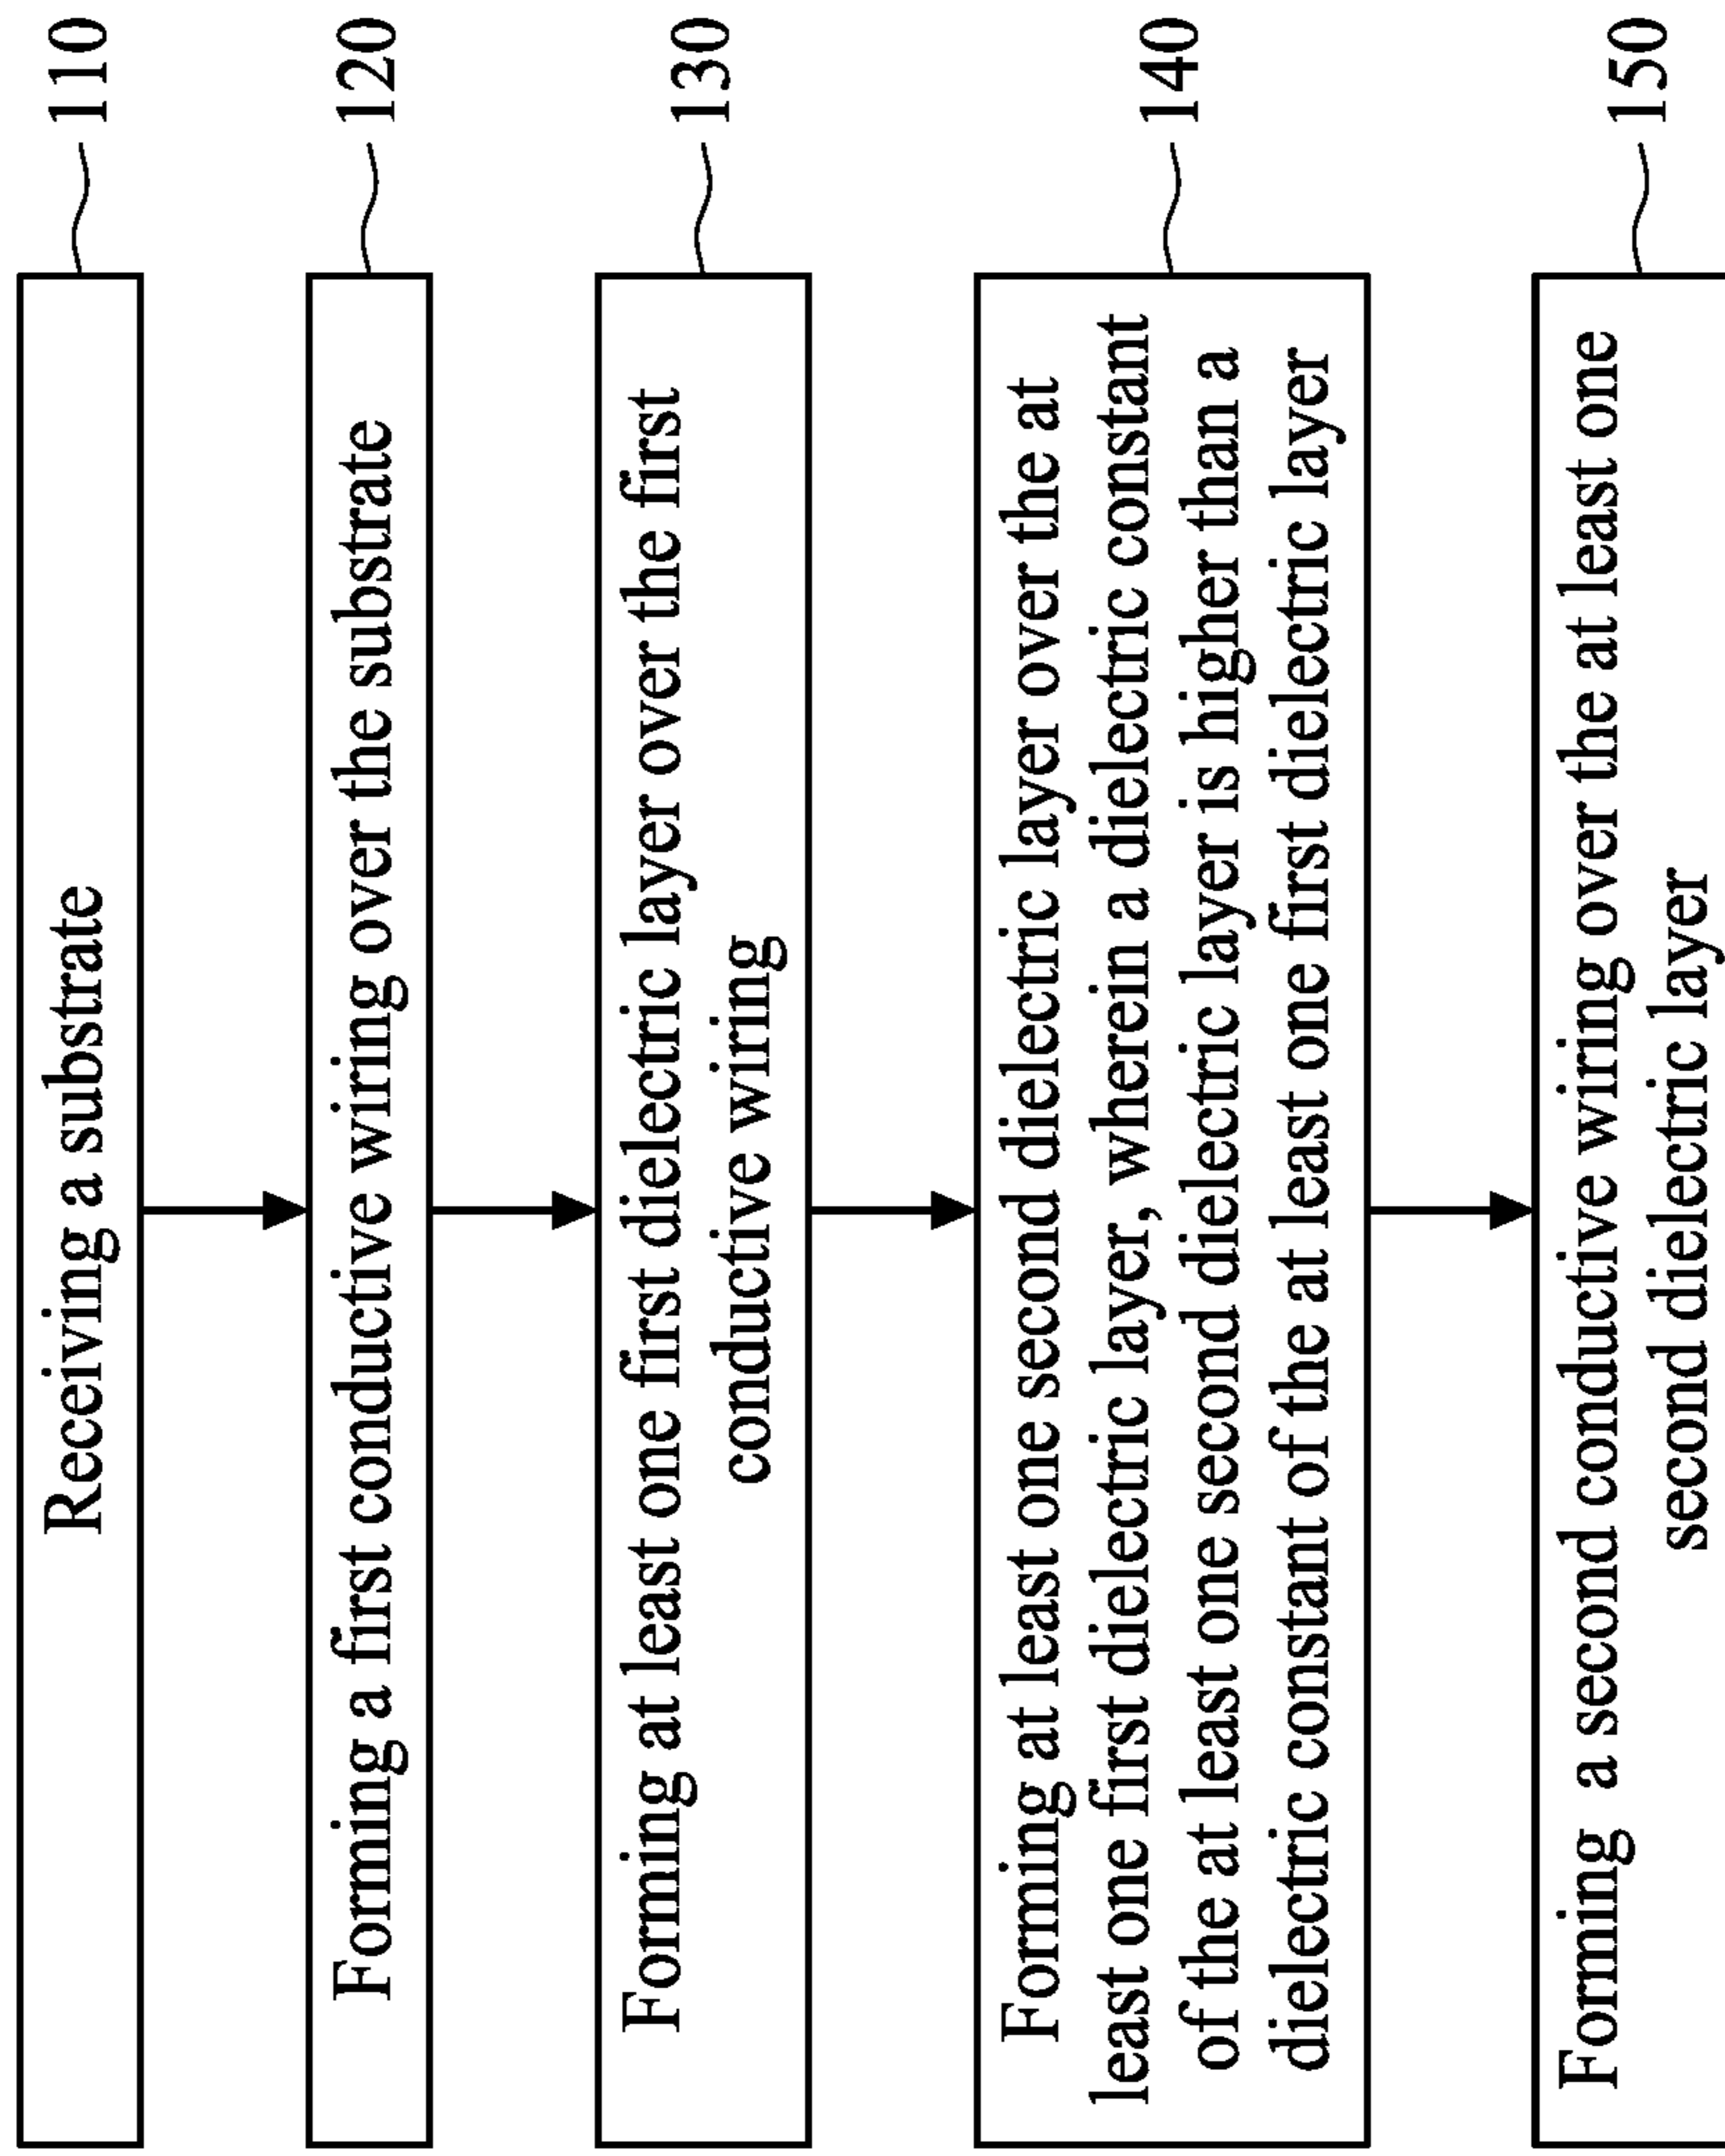 Receiving a substrate
110
Forming a first conductive wiring over the substrate
120
Forming at least one first dielectric layer over the first
conductive wiring
130
Forming at least one second dielectric layer over the at
least one first dielectric layer, wherein a dielectric constant
of the at least one second dielectric layer is higher than a
dielectric constant of the at least one first dielectric layer
140
Forming a second conductive wiring over the at least one
second dielectric layer
150